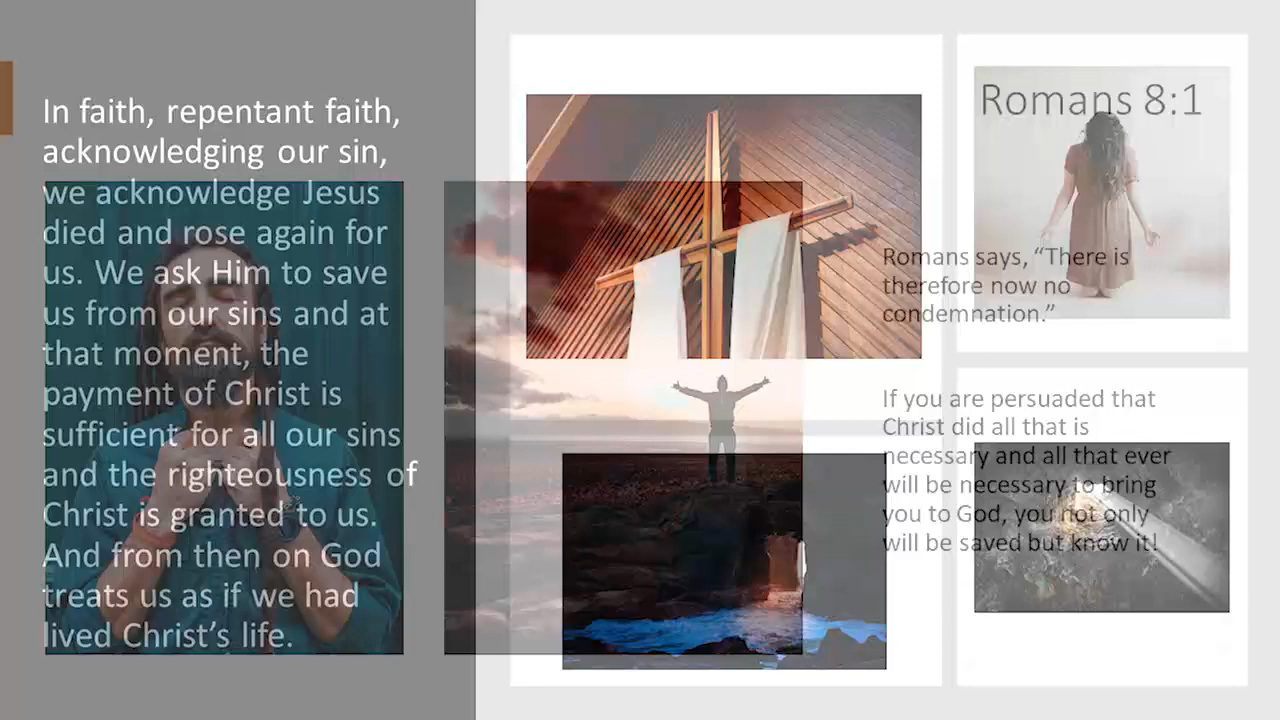 In faith, repentant faith,
acknowledging our sin,
we acknowledge Jesus
died and rose again for
us. We ask Him to save
us from our sins and at
that moment, the
payment of Christ is
sufficient for all our sins
and the righteousness of
Christ is granted to us.
And from then on God
treats us as if we had
lived Christ’s life.
Romans 8:1
Romans says, “There is
therefore now no
condemnation.”
If you are persuaded that
Christ did all that is
necessary and all that ever
will be necessary to bring
you to God, you not only
will be saved but know it!